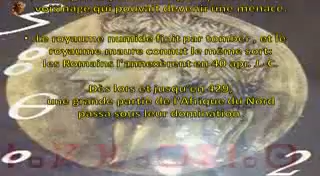 voisinage qui pouvait devenir une menace.
• Le royaume numide finit par tomber, et le
royaume maure connut le même sort:
les Romains l'annexèrent en 40 apr. J.-C.
Dès lors et jusqu'en 429,
une grande partie de l'Afrique du Nord
passa sous leur domination.